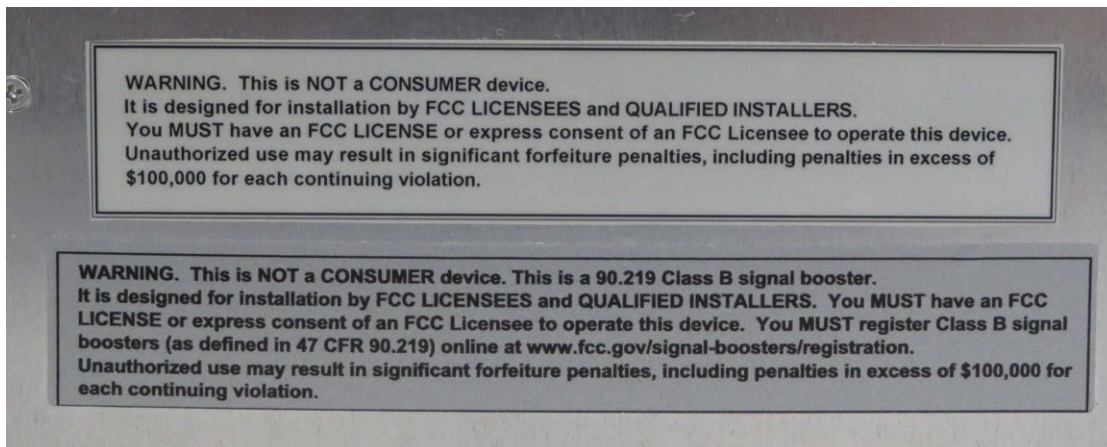 WARNING. This is NOT a CONSUMER device.
It is designed for installation by FCC LICENSEES and QUALIFIED INSTALLERS.
You MUST have an FCC LICENSE or express consent of an FCC Licensee to operate this device.
Unauthorized use may result in significant forfeiture penalties, including penalties in excess of
$100,000 for each continuing violation.
WARNING. This is NOT a CONSUMER device. This is a 90.219 Class B signal booster.
It is designed for installation by FCC LICENSEES and QUALIFIED INSTALLERS. You MUST have an FCC
LICENSE or express consent of an FCC Licensee to operate this device. You MUST register Class B signal
boosters (as defined in 47 CFR 90.219) online at www.fcc.gov/signal-boosters/registration.
Unauthorized use may result in significant forfeiture penalties, including penalties in excess of $100,000 for
each continuing violation.